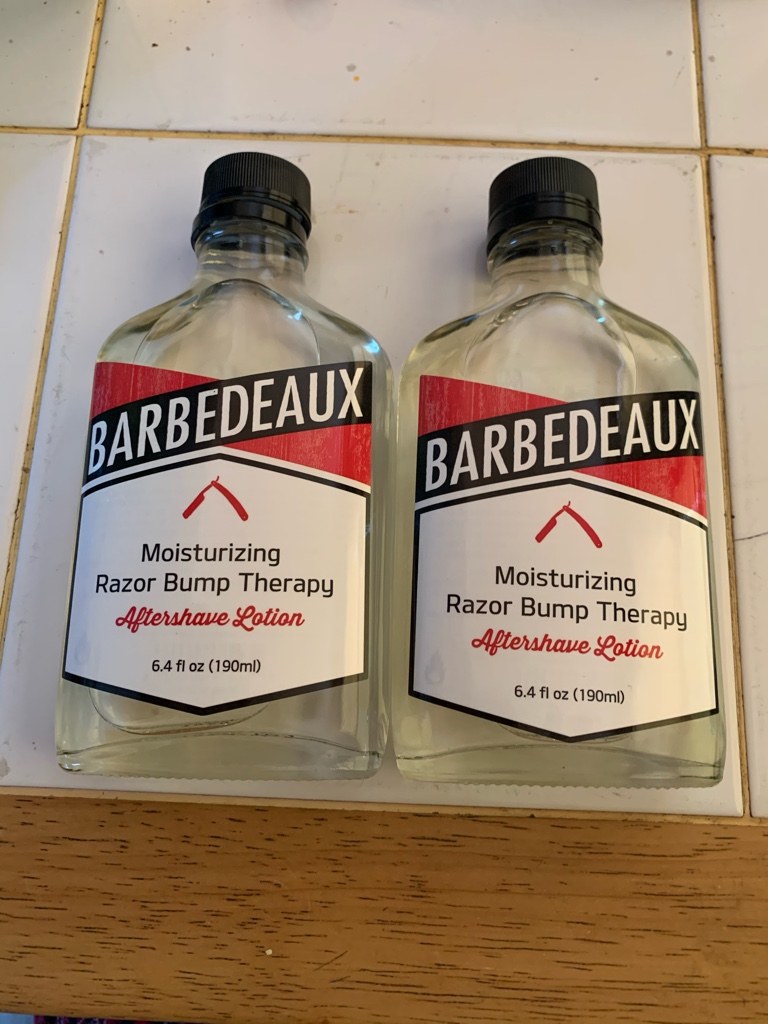 BARBEDEAUX
Moisturizing
Razor Bump Therapy
Aftershave Lotion
6.4 fl oz (190ml)
BARBEDEAUX
Moisturizing
Razor Bump Therapy
Aftershave Lotion
6.4 fl oz (190ml)